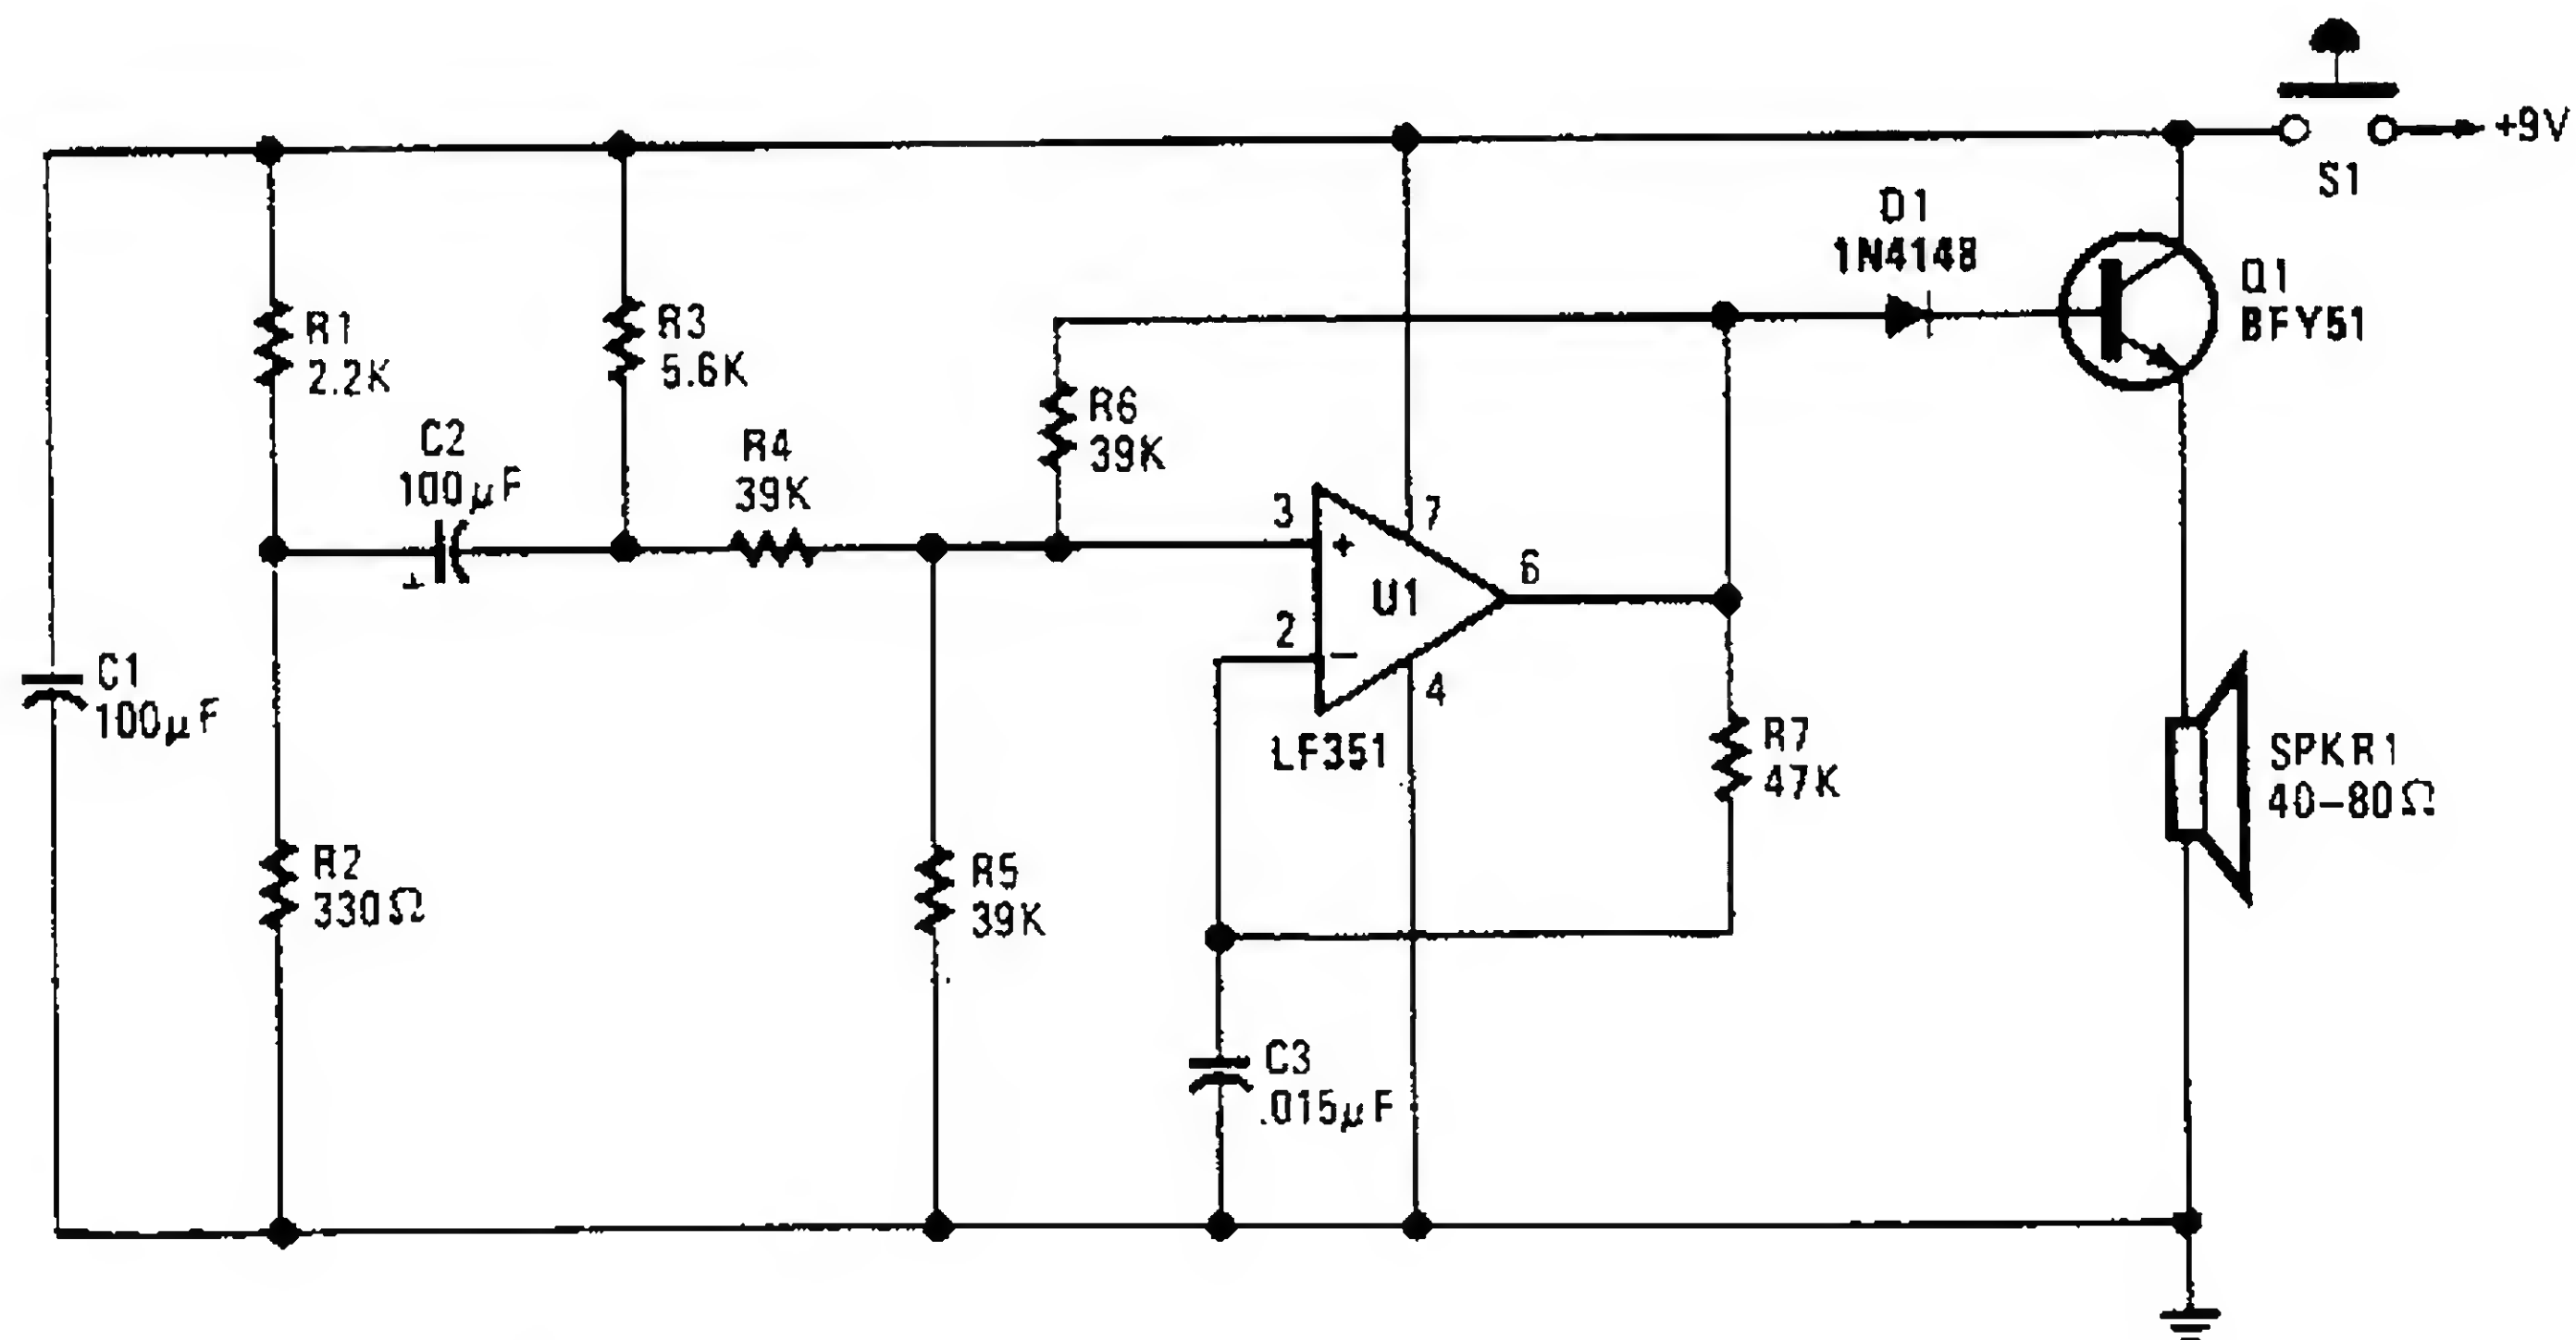 +9V
S1
D1
1N4148
Q1
BFY51
R1
2.2K
R3
5.6K
C2
100µF
+
R4
39K
R6
39K
3
7
+
U1
6
2
−
4
LF351
C1
100µF
R2
330Ω
R5
39K
R7
47K
SPKR1
40–80Ω
C3
.015µF